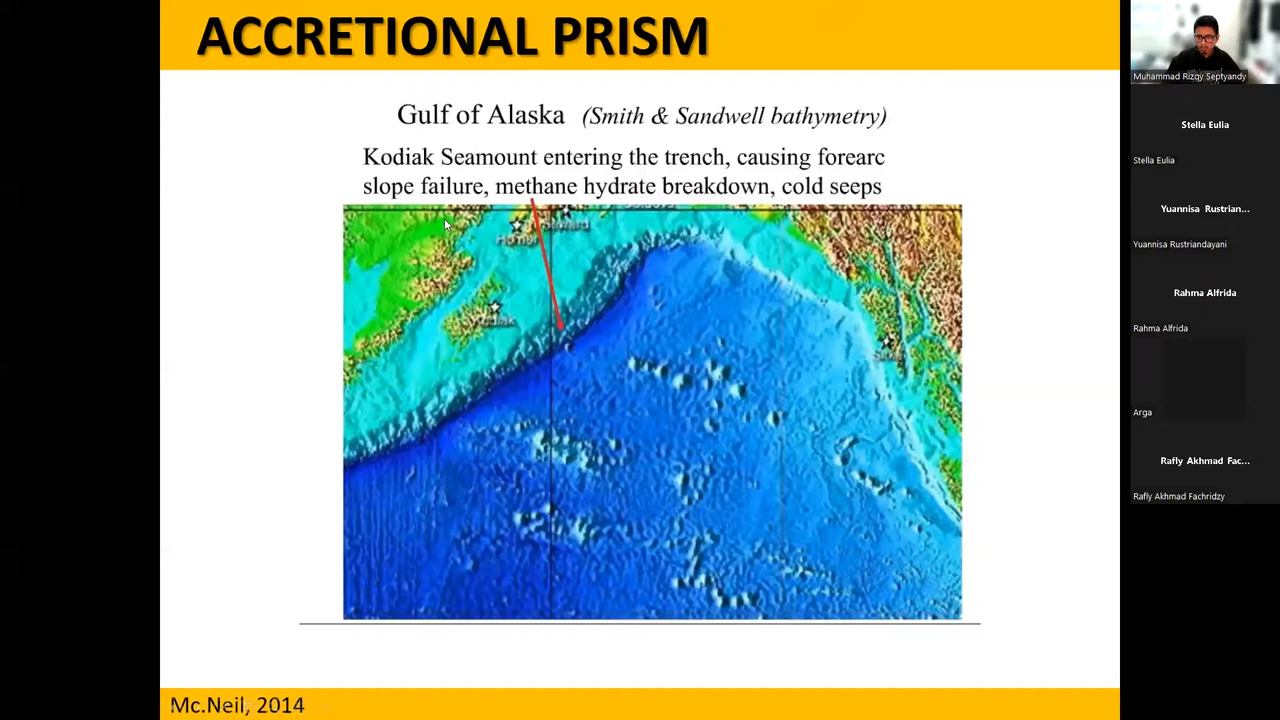 ACCRETIONAL PRISM
Gulf of Alaska (Smith & Sandwell bathymetry)
Kodiak Seamount entering the trench, causing forearc
slope failure, methane hydrate breakdown, cold seeps
Homer
Kodiak
Mc.Neil, 2014
Muhammad Rizqy Septyandy
Stella Eulia
Stella Eulia
Yuannisa Rustrian...
Yuannisa Rustriandayani
Rahma Alfrida
Rahma Alfrida
Arga
Rafly Akhmad Fac...
Rafly Akhmad Fachridzy